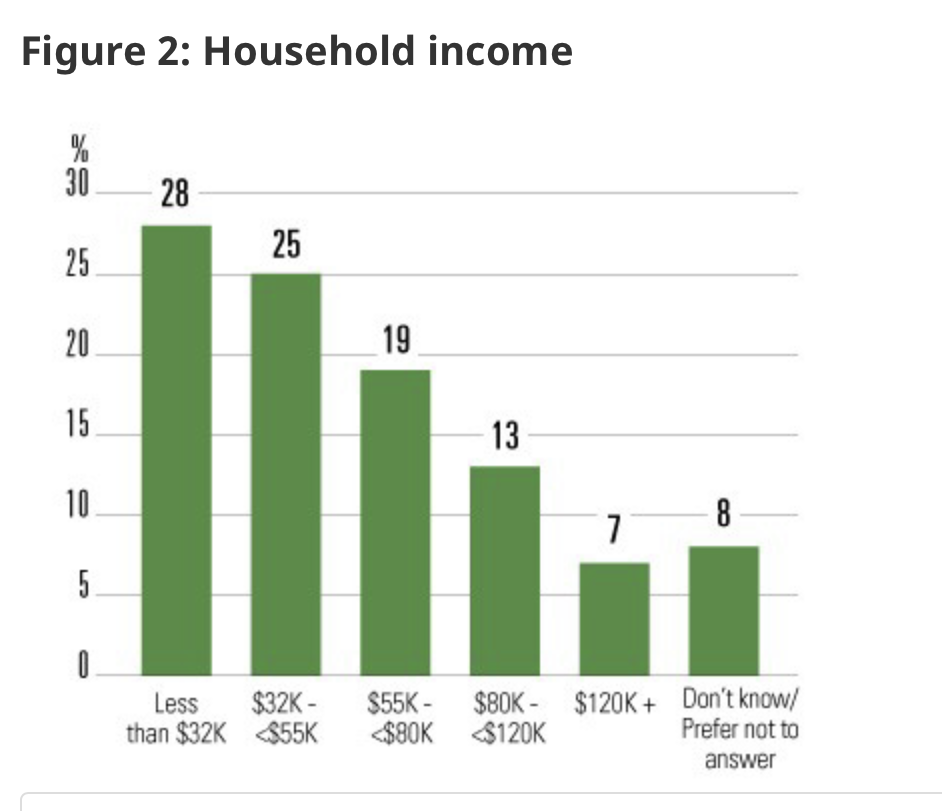 Figure 2: Household income
%
30
25
20
15
10
5
0
28
25
19
13
7
8
Less
than $32K
$32K -
<$55K
$55K -
<$80K
$80K -
<$120K
$120K +
Don't know/
Prefer not to
answer